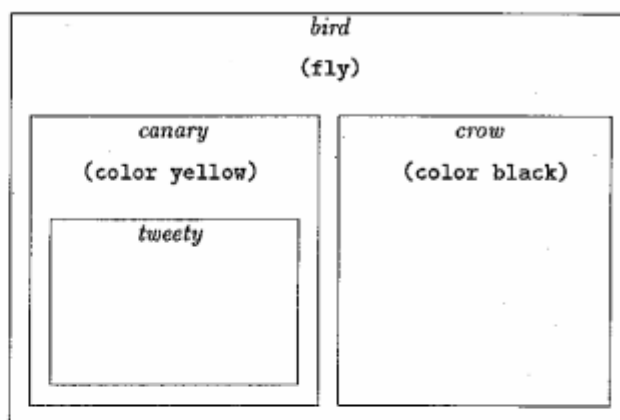 bird
(fly)
canary
crow
(color yellow)
(color black)
tweety